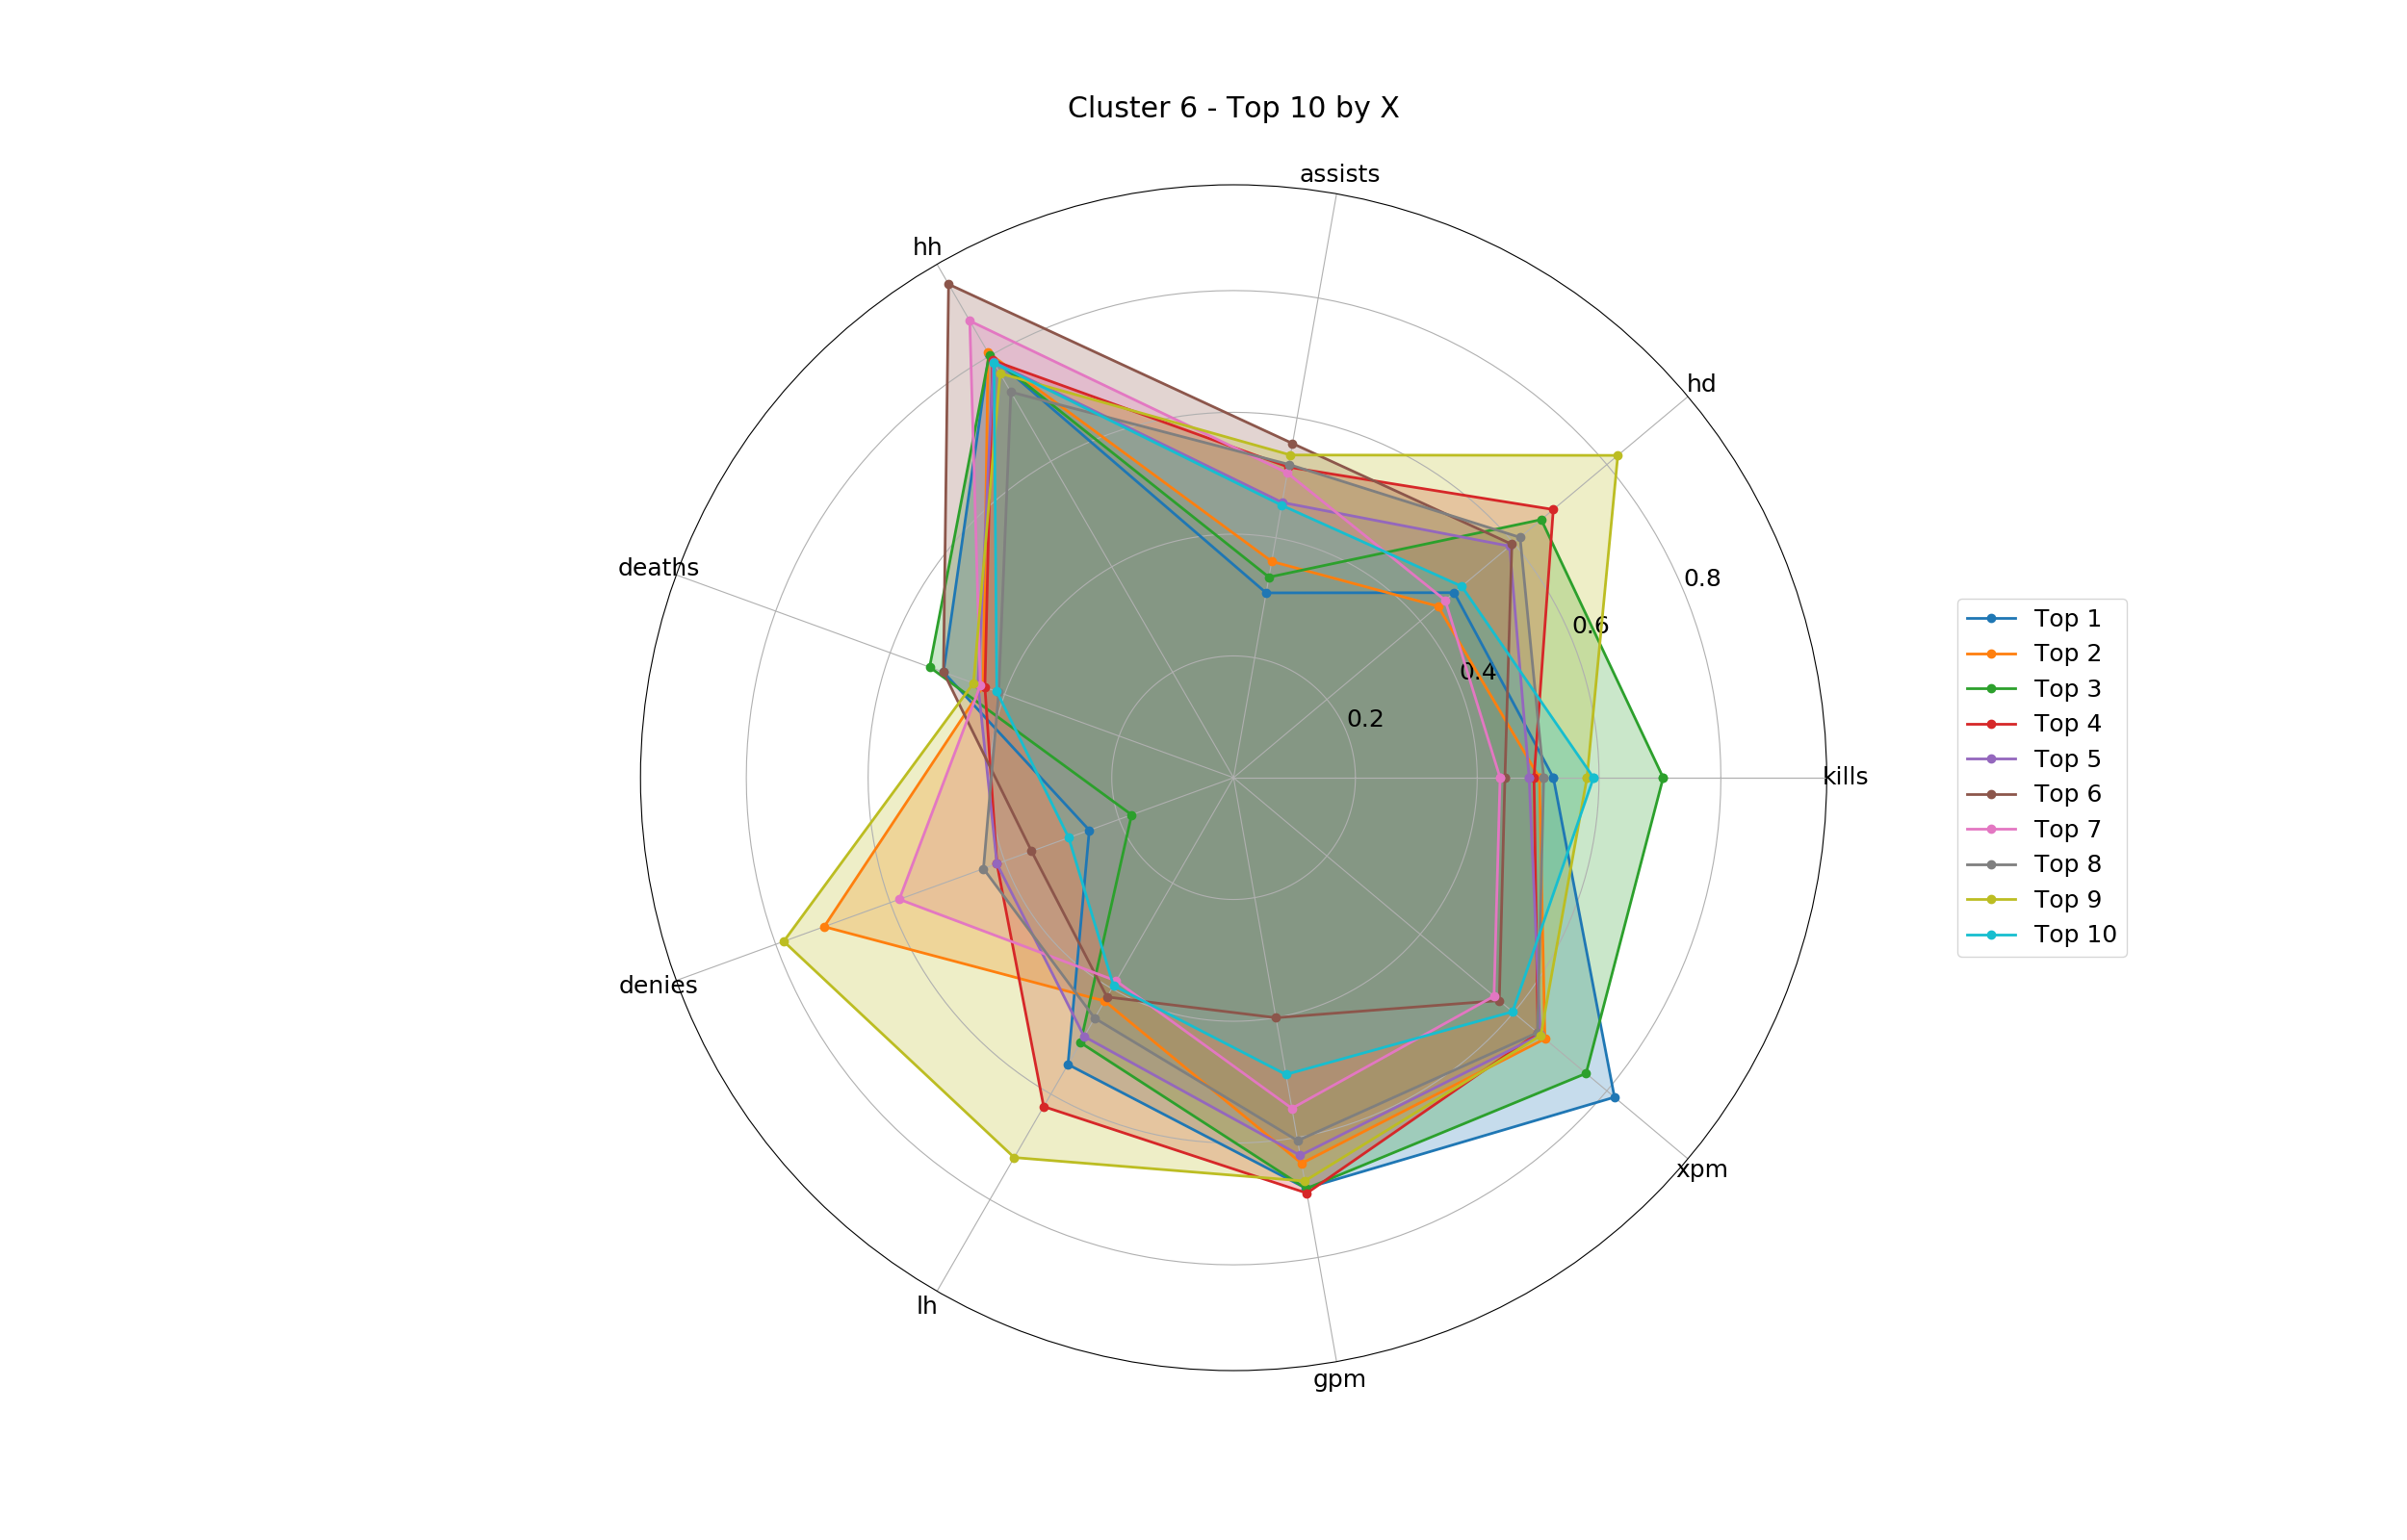 Cluster 6 - Top 10 by X
assists
hh
hd
deaths
0.8
0.6
0.4
0.2
kills
denies
xpm
lh
gpm
Top 1
Top 2
Top 3
Top 4
Top 5
Top 6
Top 7
Top 8
Top 9
Top 10